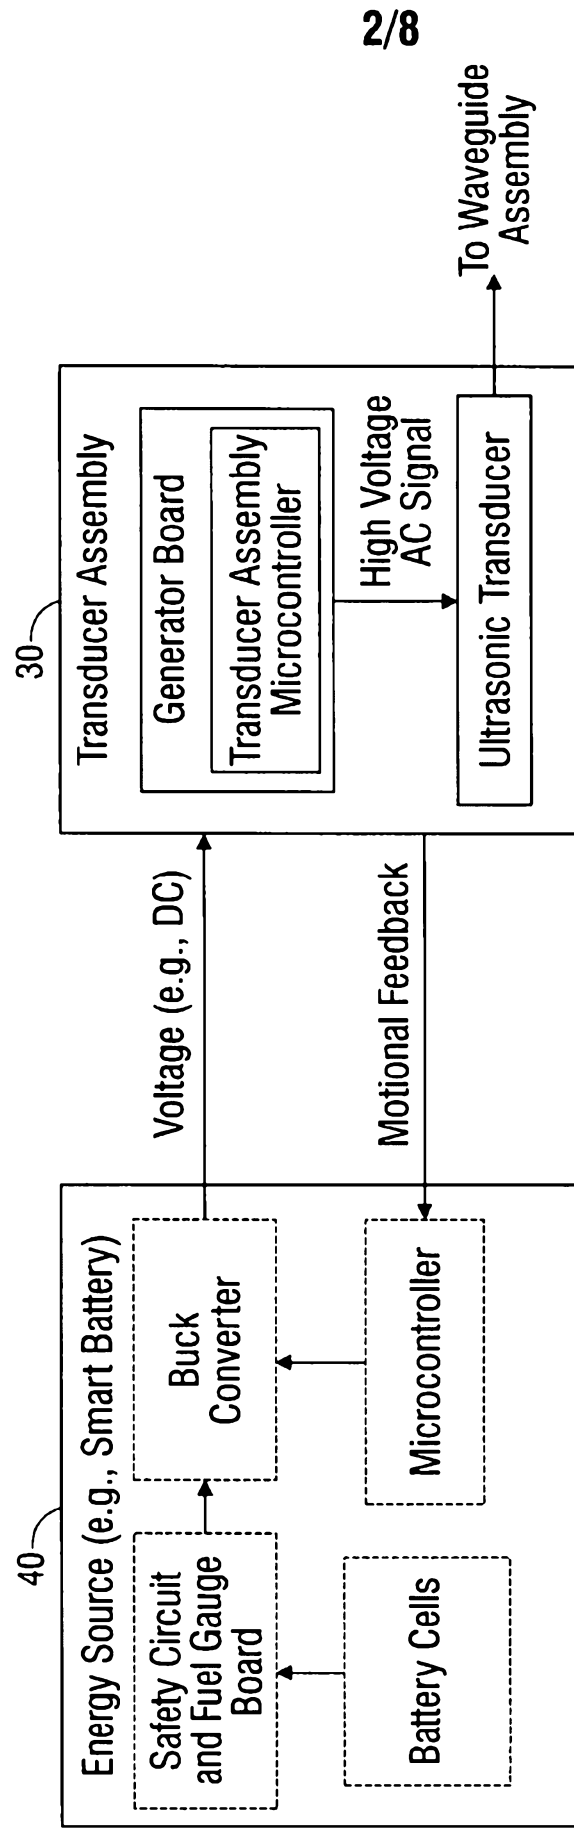 2/8
40
Energy Source (e.g., Smart Battery)
Safety Circuit
and Fuel Gauge
Board
Buck
Converter
Battery Cells
Microcontroller
Voltage (e.g., DC)
Motional Feedback
30
Transducer Assembly
Generator Board
Transducer Assembly
Microcontroller
High Voltage
AC Signal
Ultrasonic Transducer
To Waveguide
Assembly